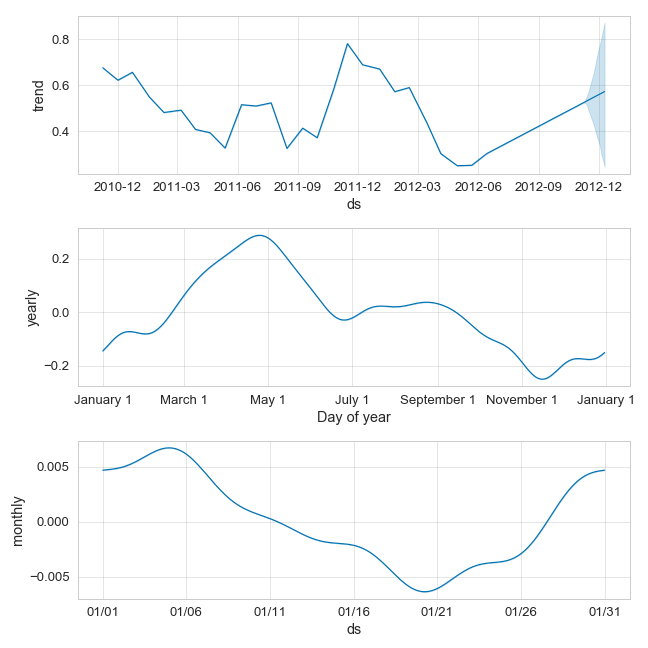 trend
0.8
0.6
0.4
2010-12 2011-03 2011-06 2011-09 2011-12 2012-03 2012-06 2012-09 2012-12
ds
yearly
0.2
0.0
−0.2
January 1 March 1 May 1 July 1 September 1 November 1 January 1
Day of year
monthly
0.005
0.000
−0.005
01/01 01/06 01/11 01/16 01/21 01/26 01/31
ds